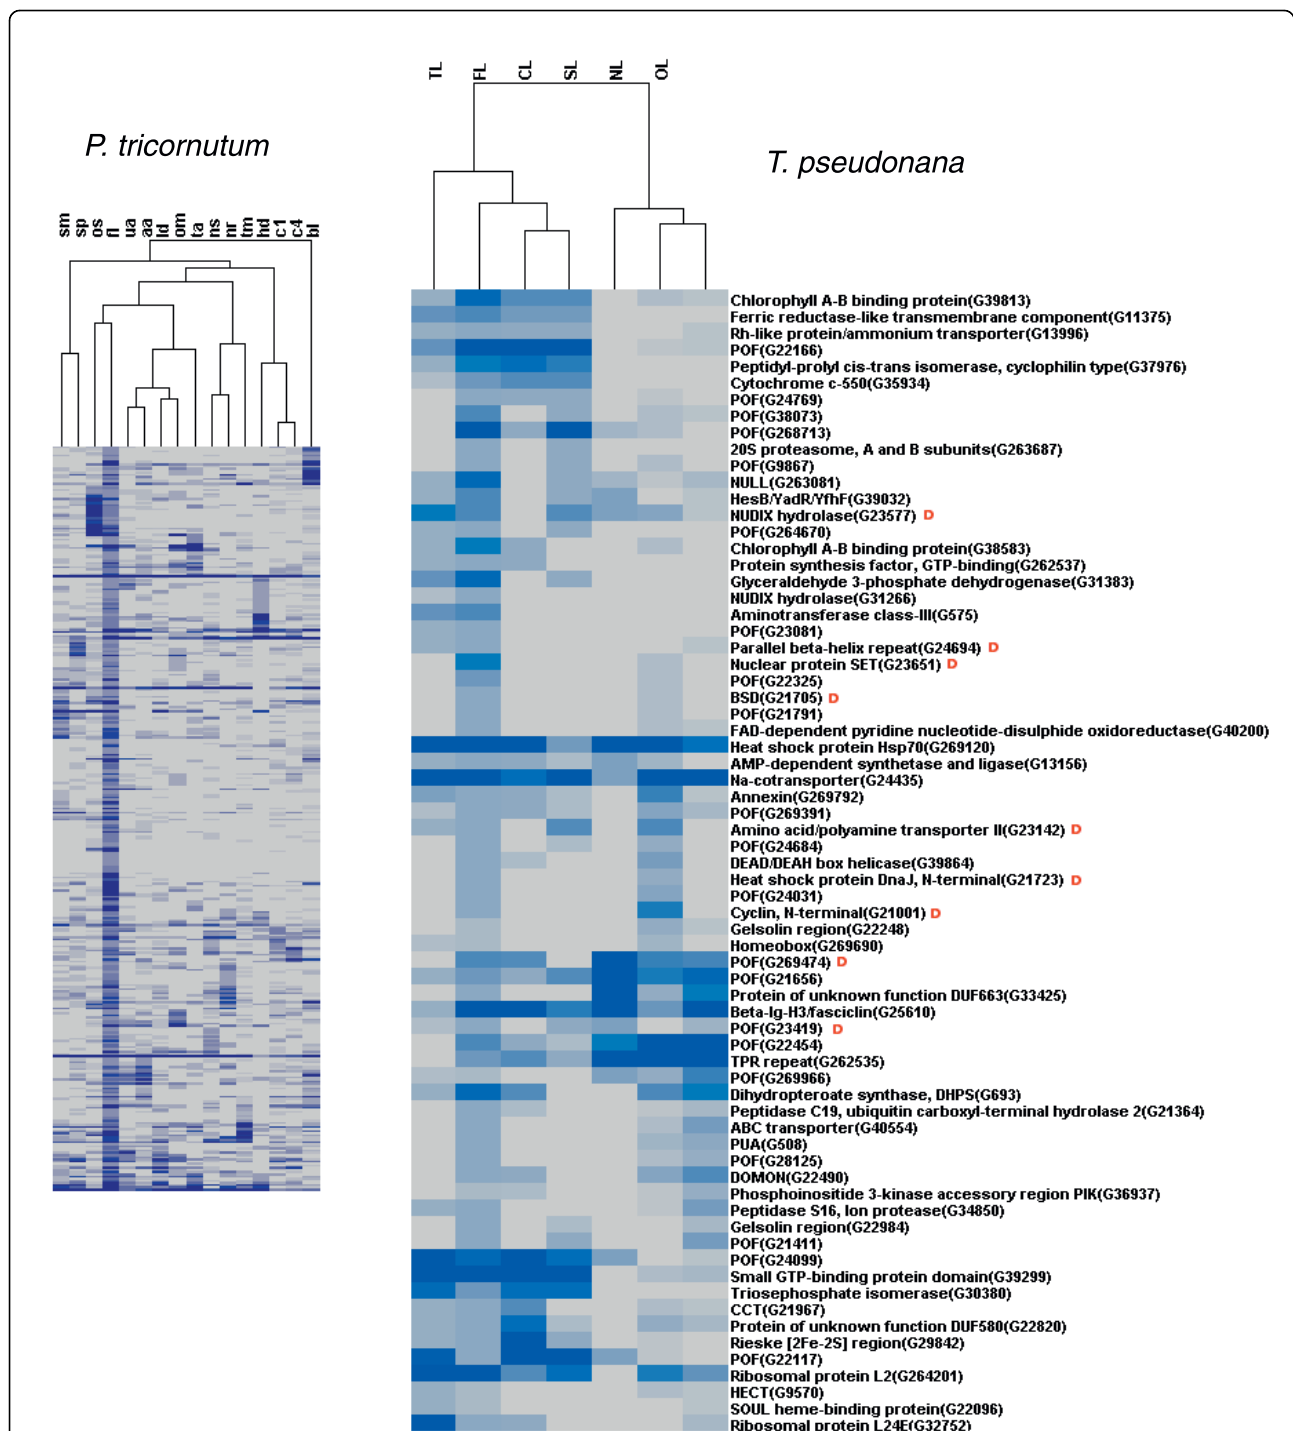 TL FL CL SL NL OL
P. tricornutum
T. pseudonana
sm sp os fl ua aa ld om ta ns nr tm hd c1 c4 bl
Chlorophyll A-B binding protein(G39813)
Ferric reductase-like transmembrane component(G11375)
Rh-like protein/ammonium transporter(G13996)
POF(G22166)
Peptidyl-prolyl cis-trans isomerase, cyclophilin type(G37976)
Cytochrome c-550(G35934)
POF(G24769)
POF(G38073)
POF(G268713)
20S proteasome, A and B subunits(G263687)
POF(G9867)
NULL(G263081)
HesB/YadR/YfhF(G39032)
NUDIX hydrolase(G23577) D
POF(G264670)
Chlorophyll A-B binding protein(G38583)
Protein synthesis factor, GTP-binding(G262537)
Glyceraldehyde 3-phosphate dehydrogenase(G31383)
NUDIX hydrolase(G31266)
Aminotransferase class-III(G575)
POF(G23081)
Parallel beta-helix repeat(G24694) D
Nuclear protein SET(G23651) D
POF(G22325)
BSD(G21705) D
POF(G21791)
FAD-dependent pyridine nucleotide-disulphide oxidoreductase(G40200)
Heat shock protein Hsp70(G269120)
AMP-dependent synthetase and ligase(G13156)
Na-cotransporter(G24435)
Annexin(G269792)
POF(G269391)
Amino acid/polyamine transporter II(G23142) D
POF(G24684)
DEAD/DEAH box helicase(G39864)
Heat shock protein DnaJ, N-terminal(G21723) D
POF(G24031)
Cyclin, N-terminal(G21001) D
Gelsolin region(G22248)
Homeobox(G269690)
POF(G269474) D
POF(G21656)
Protein of unknown function DUF663(G33425)
Beta-Ig-H3/fasciclin(G25610)
POF(G23419) D
POF(G22454)
TPR repeat(G262535)
POF(G269966)
Dihydropteroate synthase, DHPS(G693)
Peptidase C19, ubiquitin carboxyl-terminal hydrolase 2(G21364)
ABC transporter(G40554)
PUA(G508)
POF(G28125)
DOMON(G22490)
Phosphoinositide 3-kinase accessory region PIK(G36937)
Peptidase S16, lon protease(G34850)
Gelsolin region(G22984)
POF(G21411)
POF(G24099)
Small GTP-binding protein domain(G39299)
Triosephosphate isomerase(G30380)
CCT(G21967)
Protein of unknown function DUF580(G22820)
Rieske [2Fe-2S] region(G29842)
POF(G22117)
Ribosomal protein L2(G264201)
HECT(G9570)
SOUL heme-binding protein(G22096)
Ribosomal protein L24E(G32752)